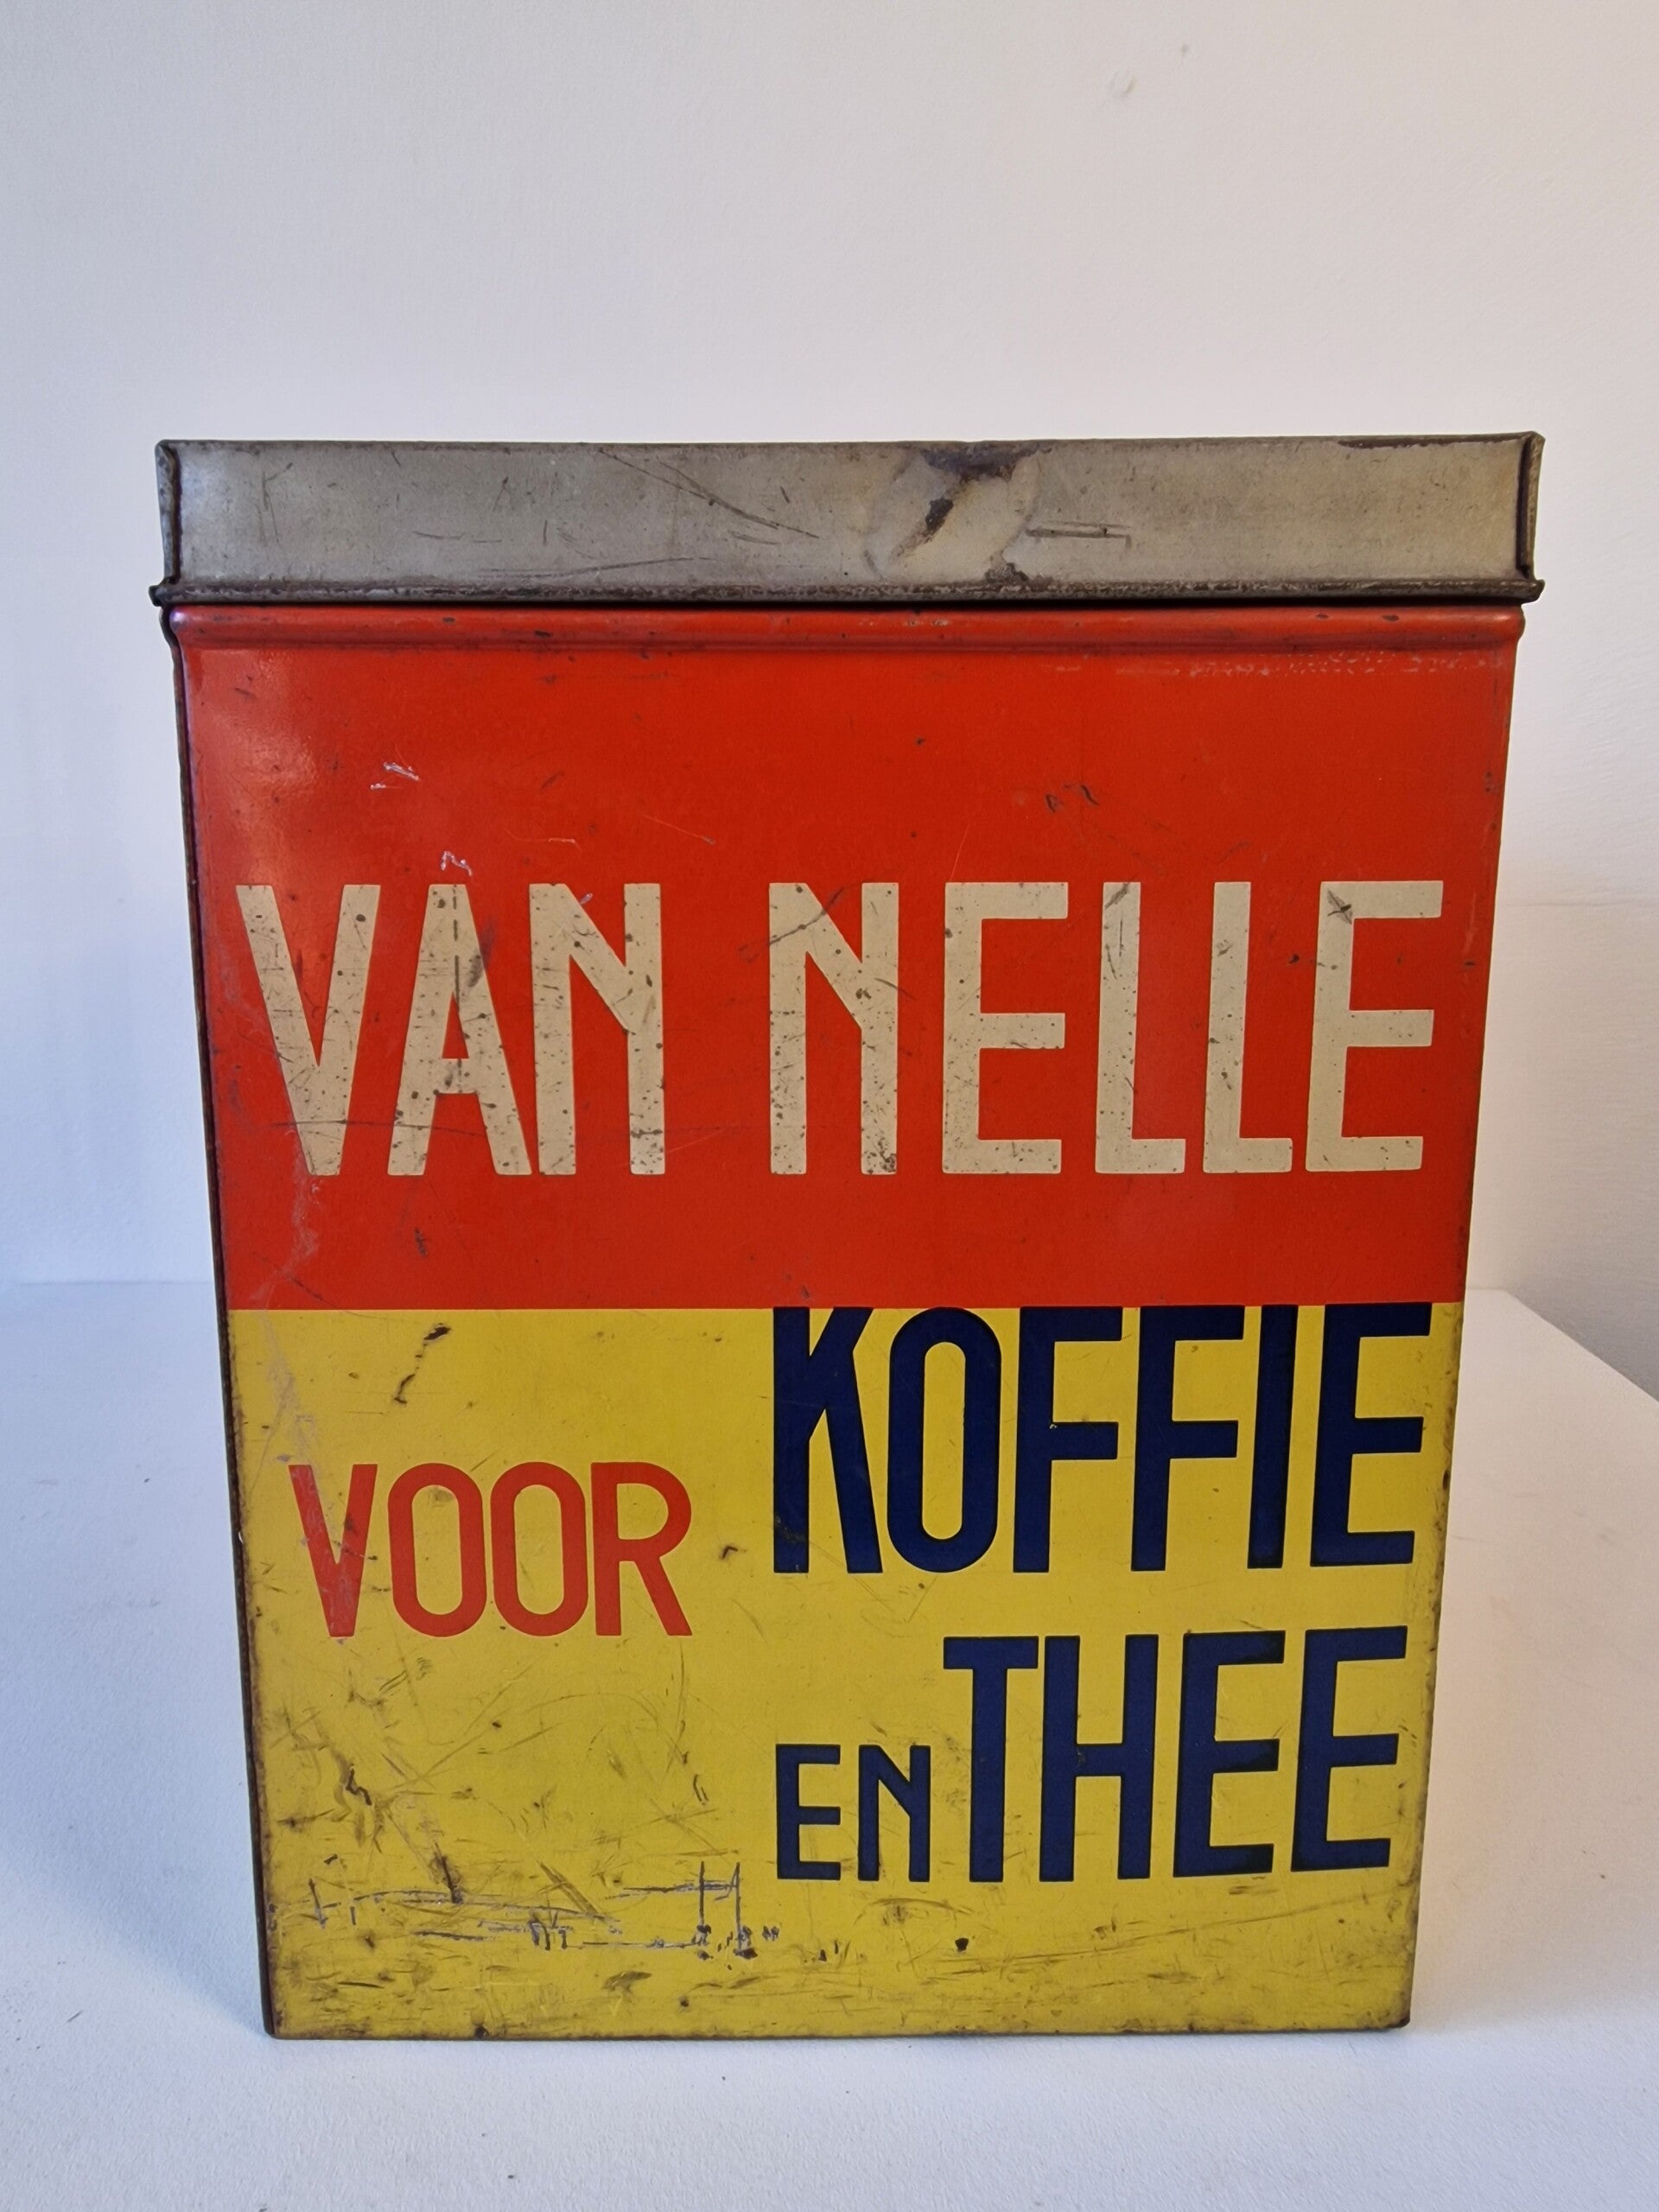 VAN NELLE
VOOR
KOFFIE
EN THEE